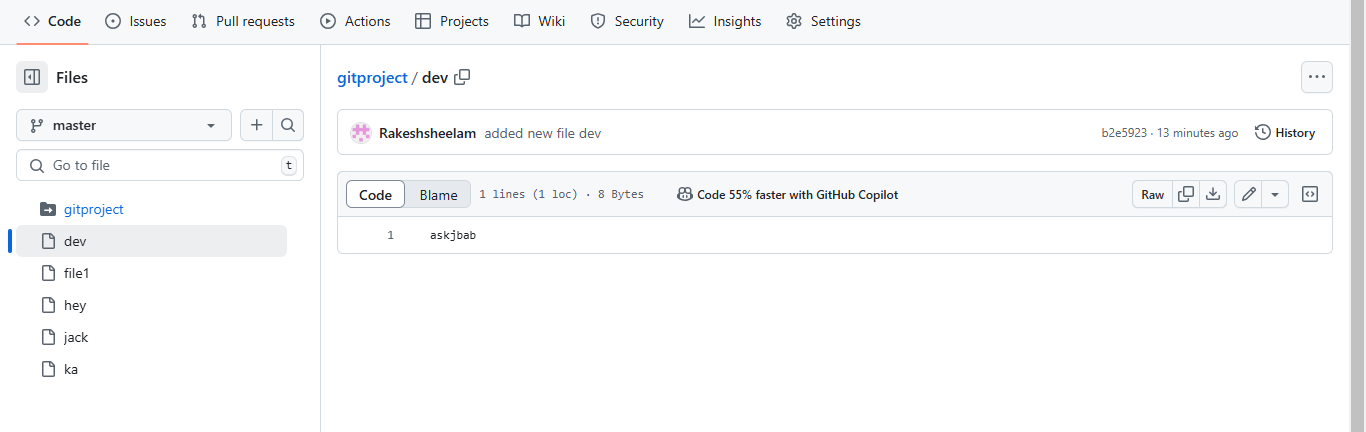 Code Issues Pull requests Actions Projects Wiki Security Insights Settings
Files
gitproject / dev
master
Rakeshsheelam added new file dev b2e5923 · 13 minutes ago History
Go to file t
Code Blame 1 lines (1 loc) · 8 Bytes Code 55% faster with GitHub Copilot Raw
gitproject
1 askjbab
dev
file1
hey
jack
ka